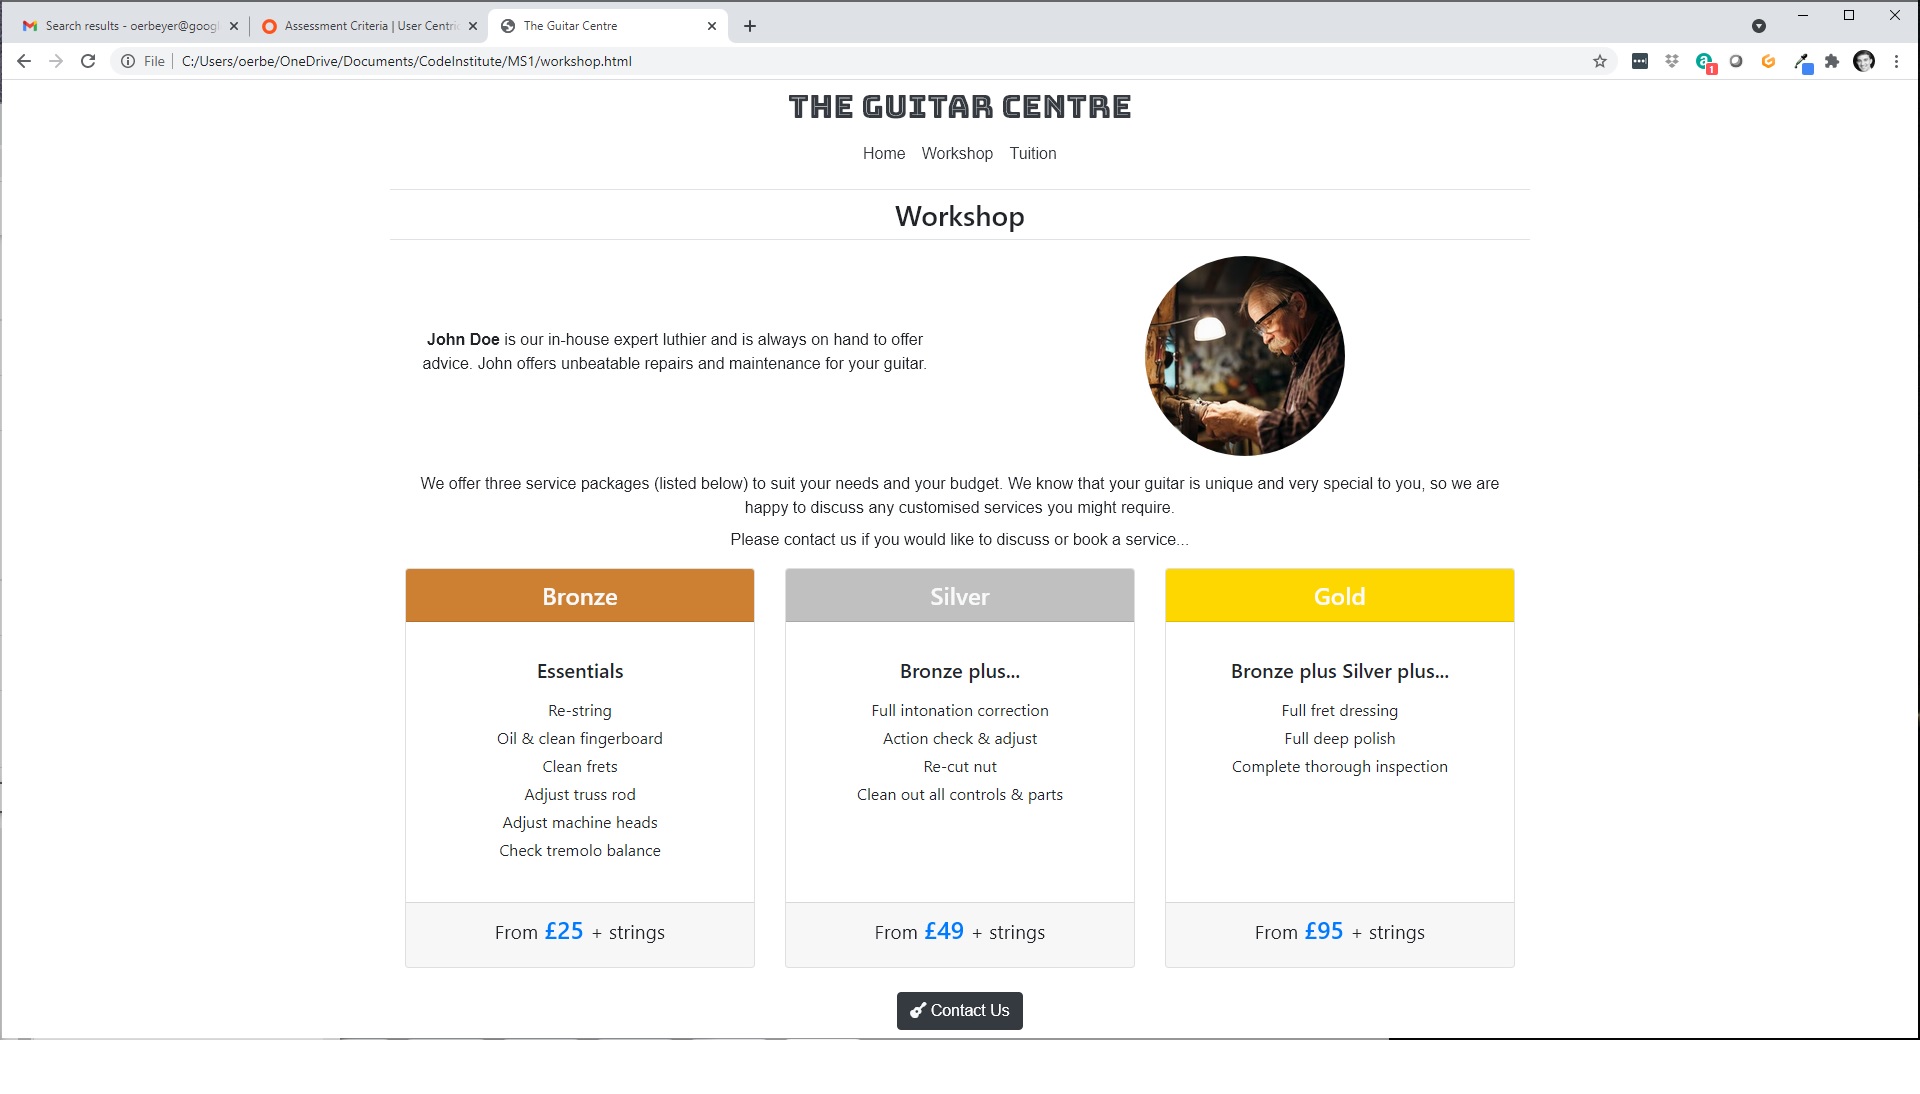 Search results - oerbeyer@googl
Assessment Criteria | User Centric
The Guitar Centre
File
C:/Users/oerbe/OneDrive/Documents/CodeInstitute/MS1/workshop.html
1
THE GUITAR CENTRE
Home Workshop Tuition
Workshop
John Doe is our in-house expert luthier and is always on hand to offer
advice. John offers unbeatable repairs and maintenance for your guitar.
We offer three service packages (listed below) to suit your needs and your budget. We know that your guitar is unique and very special to you, so we are
happy to discuss any customised services you might require.
Please contact us if you would like to discuss or book a service...
Bronze
Essentials
Re-string
Oil & clean fingerboard
Clean frets
Adjust truss rod
Adjust machine heads
Check tremolo balance
From £25 + strings
Silver
Bronze plus...
Full intonation correction
Action check & adjust
Re-cut nut
Clean out all controls & parts
From £49 + strings
Gold
Bronze plus Silver plus...
Full fret dressing
Full deep polish
Complete thorough inspection
From £95 + strings
Contact Us